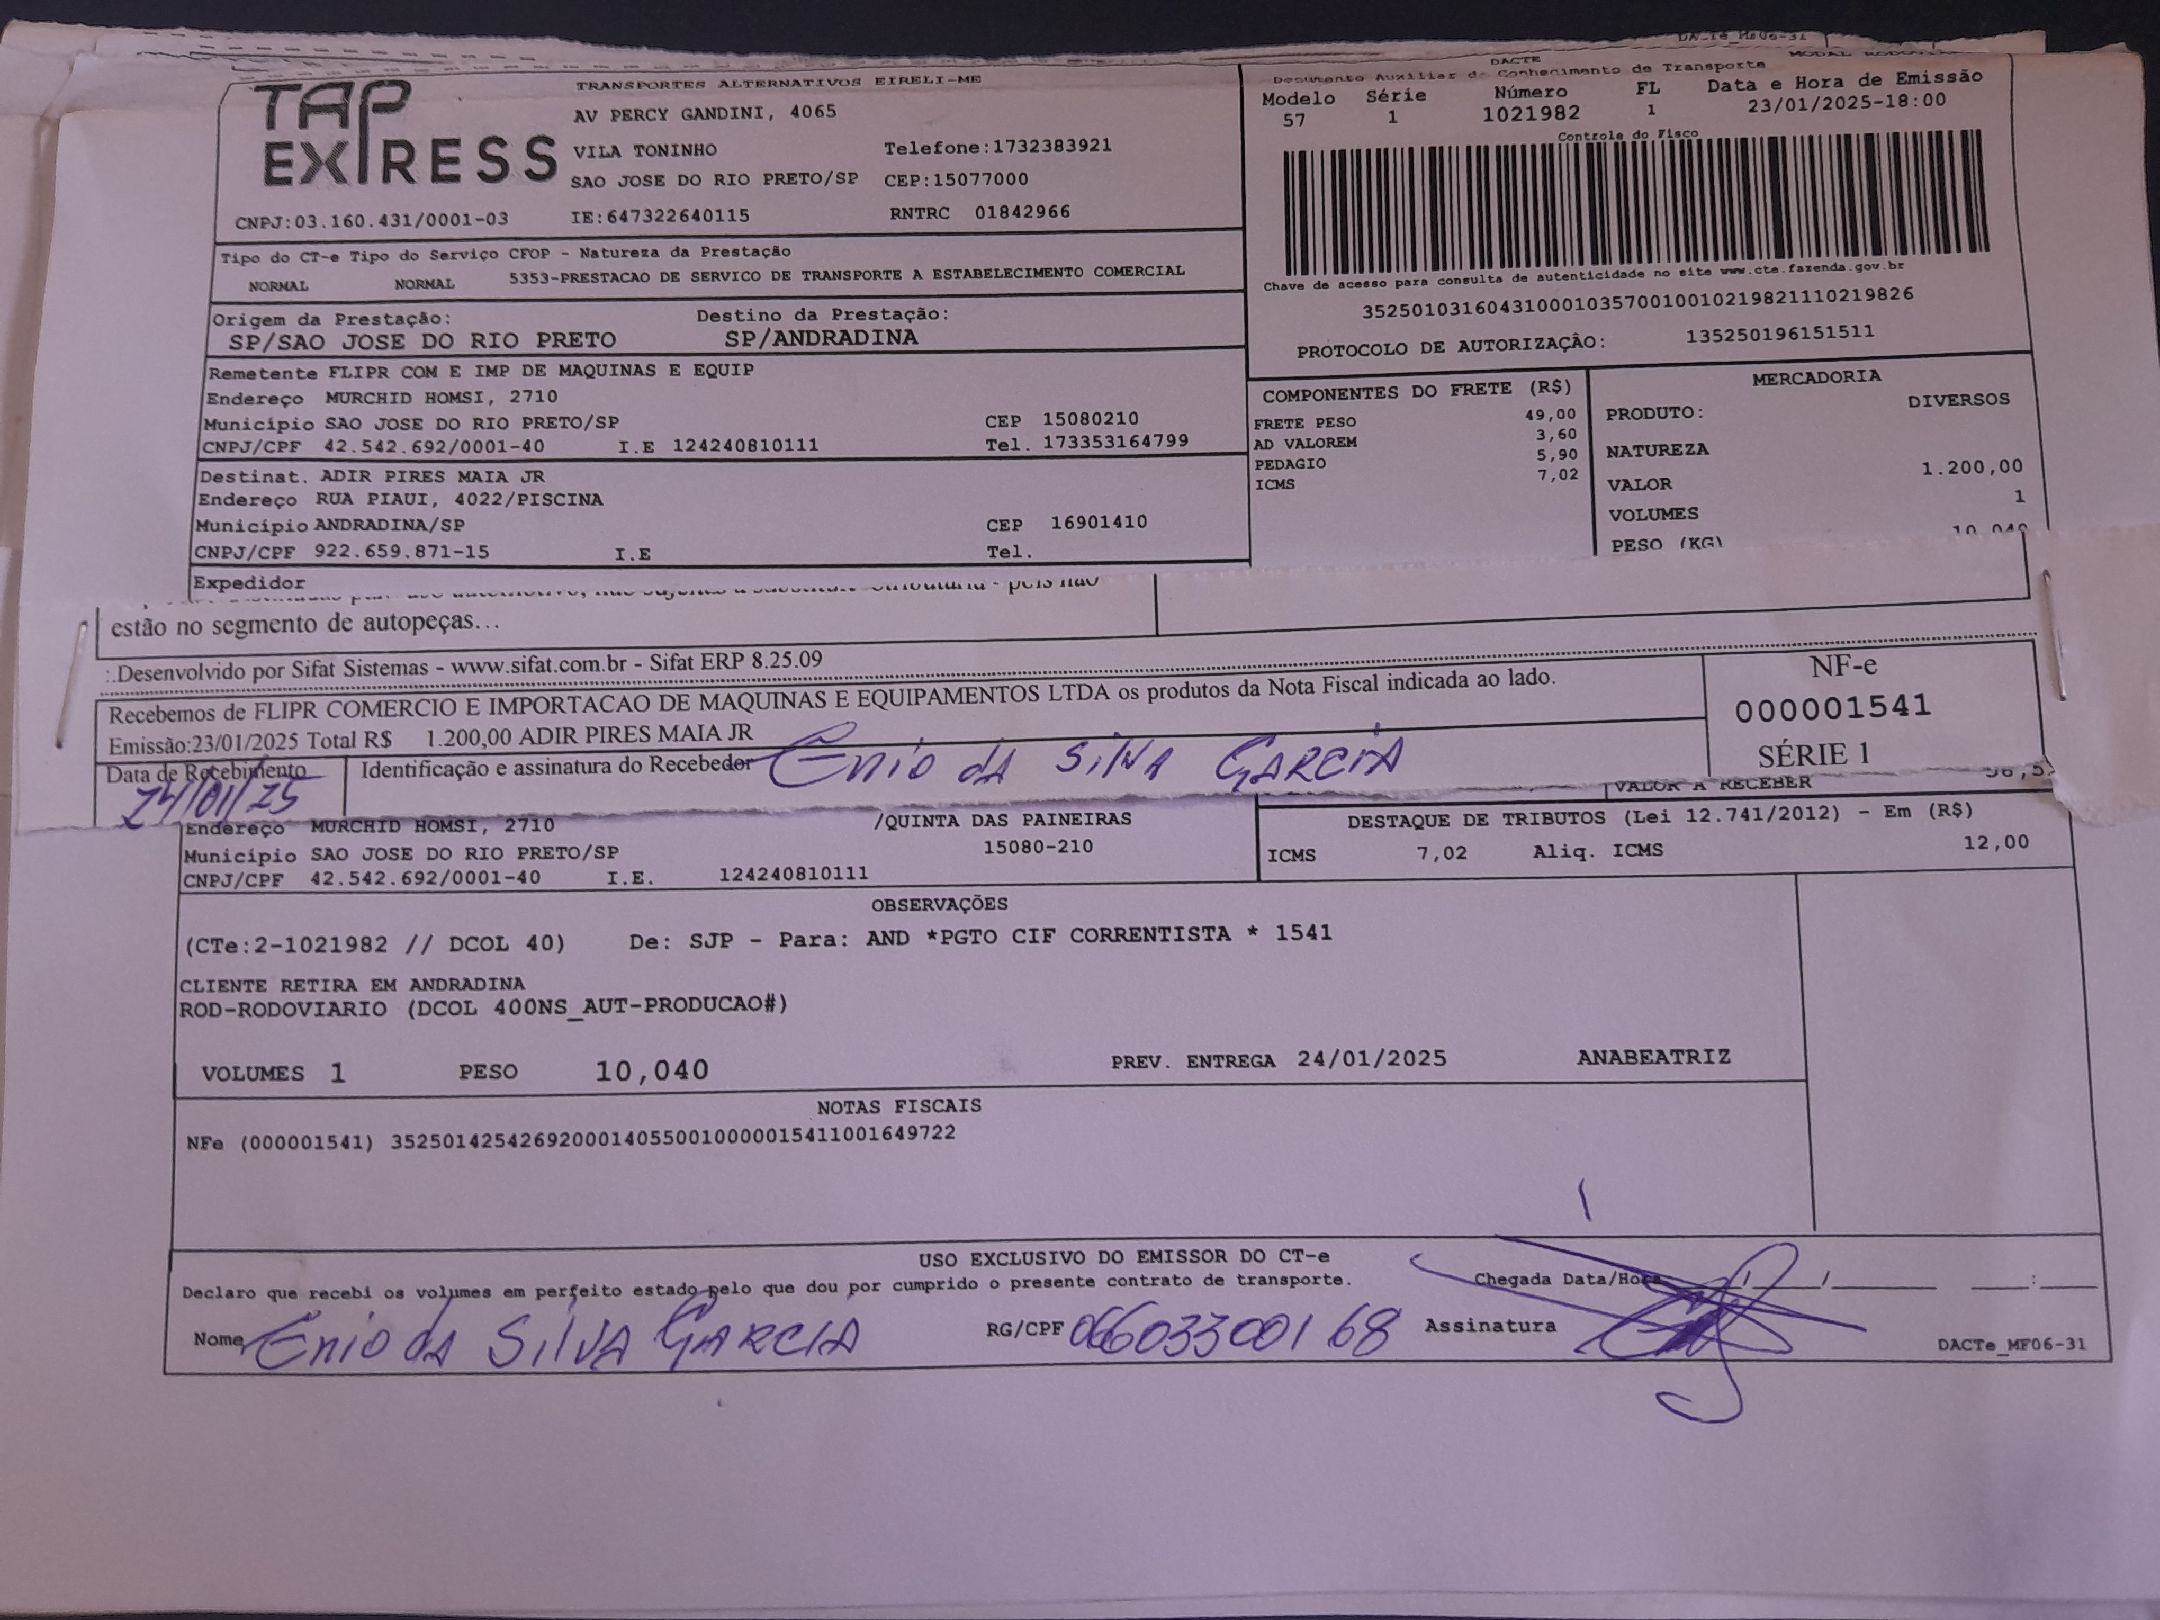 DACTe_MF06-31
TAP EXPRESS
TRANSPORTES ALTERNATIVOS EIRELI-ME
AV PERCY GANDINI, 4065
VILA TONINHO Telefone:1732383921
SAO JOSE DO RIO PRETO/SP CEP:15077000
CNPJ:03.160.431/0001-03 IE:647322640115 RNTRC 01842966
DACTE
Documento Auxiliar de Conhecimento de Transporte
Modelo Série Número FL Data e Hora de Emissão
57 1 1021982 1 23/01/2025-18:00
Controle do Fisco
Chave de acesso para consulta de autenticidade no site www.cte.fazenda.gov.br
35250103160431000103570010010219821110219826
PROTOCOLO DE AUTORIZAÇÂO: 135250196151511
Tipo do CT-e Tipo do Serviço CFOP - Natureza da Prestação
NORMAL NORMAL 5353-PRESTACAO DE SERVICO DE TRANSPORTE A ESTABELECIMENTO COMERCIAL
Origem da Prestação: Destino da Prestação:
SP/SAO JOSE DO RIO PRETO SP/ANDRADINA
Remetente FLIPR COM E IMP DE MAQUINAS E EQUIP
Endereço MURCHID HOMSI, 2710
Município SAO JOSE DO RIO PRETO/SP CEP 15080210
CNPJ/CPF 42.542.692/0001-40 I.E 124240810111 Tel. 173353164799
Destinat. ADIR PIRES MAIA JR
Endereço RUA PIAUI, 4022/PISCINA
Município ANDRADINA/SP CEP 16901410
CNPJ/CPF 922.659.871-15 I.E Tel.
Expedidor
COMPONENTES DO FRETE (R$)
FRETE PESO 49,00
AD VALOREM 3,60
PEDAGIO 5,90
ICMS 7,02
MERCADORIA
PRODUTO: DIVERSOS
NATUREZA
VALOR 1.200,00
VOLUMES 1
PESO (KG) 10,040
estão no segmento de autopeças...
:.Desenvolvido por Sifat Sistemas - www.sifat.com.br - Sifat ERP 8.25.09
Recebemos de FLIPR COMERCIO E IMPORTACAO DE MAQUINAS E EQUIPAMENTOS LTDA os produtos da Nota Fiscal indicada ao lado.
Emissão:23/01/2025 Total R$ 1.200,00 ADIR PIRES MAIA JR
Data de Recebimento Identificação e assinatura do Recebedor Enio da Silva Garcia
24/01/25
NF-e
000001541
SÉRIE 1
VALOR A RECEBER
Endereço MURCHID HOMSI, 2710 /QUINTA DAS PAINEIRAS
Município SAO JOSE DO RIO PRETO/SP 15080-210
CNPJ/CPF 42.542.692/0001-40 I.E. 124240810111
DESTAQUE DE TRIBUTOS (Lei 12.741/2012) - Em (R$)
ICMS 7,02 Aliq. ICMS 12,00
OBSERVAÇÕES
(CTe:2-1021982 // DCOL 40) De: SJP - Para: AND *PGTO CIF CORRENTISTA * 1541
CLIENTE RETIRA EM ANDRADINA
ROD-RODOVIARIO (DCOL 400NS_AUT-PRODUCAO#)
VOLUMES 1 PESO 10,040 PREV. ENTREGA 24/01/2025 ANABEATRIZ
NOTAS FISCAIS
NFe (000001541) 35250142542692000140550010000015411001649722
USO EXCLUSIVO DO EMISSOR DO CT-e
Declaro que recebi os volumes em perfeito estado pelo que dou por cumprido o presente contrato de transporte. Chegada Data/Hora / / :
Nome Enio da Silva Garcia RG/CPF 06603300168 Assinatura
DACTe_MF06-31